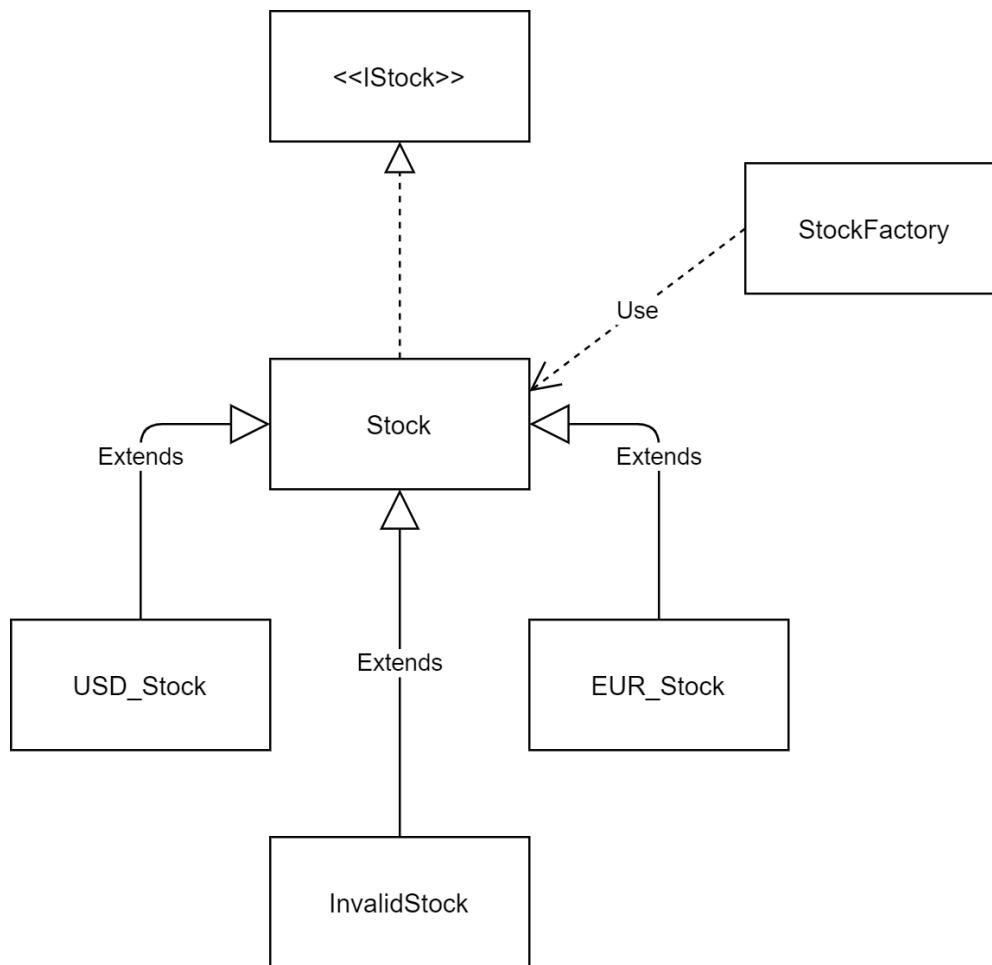 <<IStock>>
StockFactory
Use
Stock
Extends
Extends
Extends
USD_Stock
EUR_Stock
InvalidStock